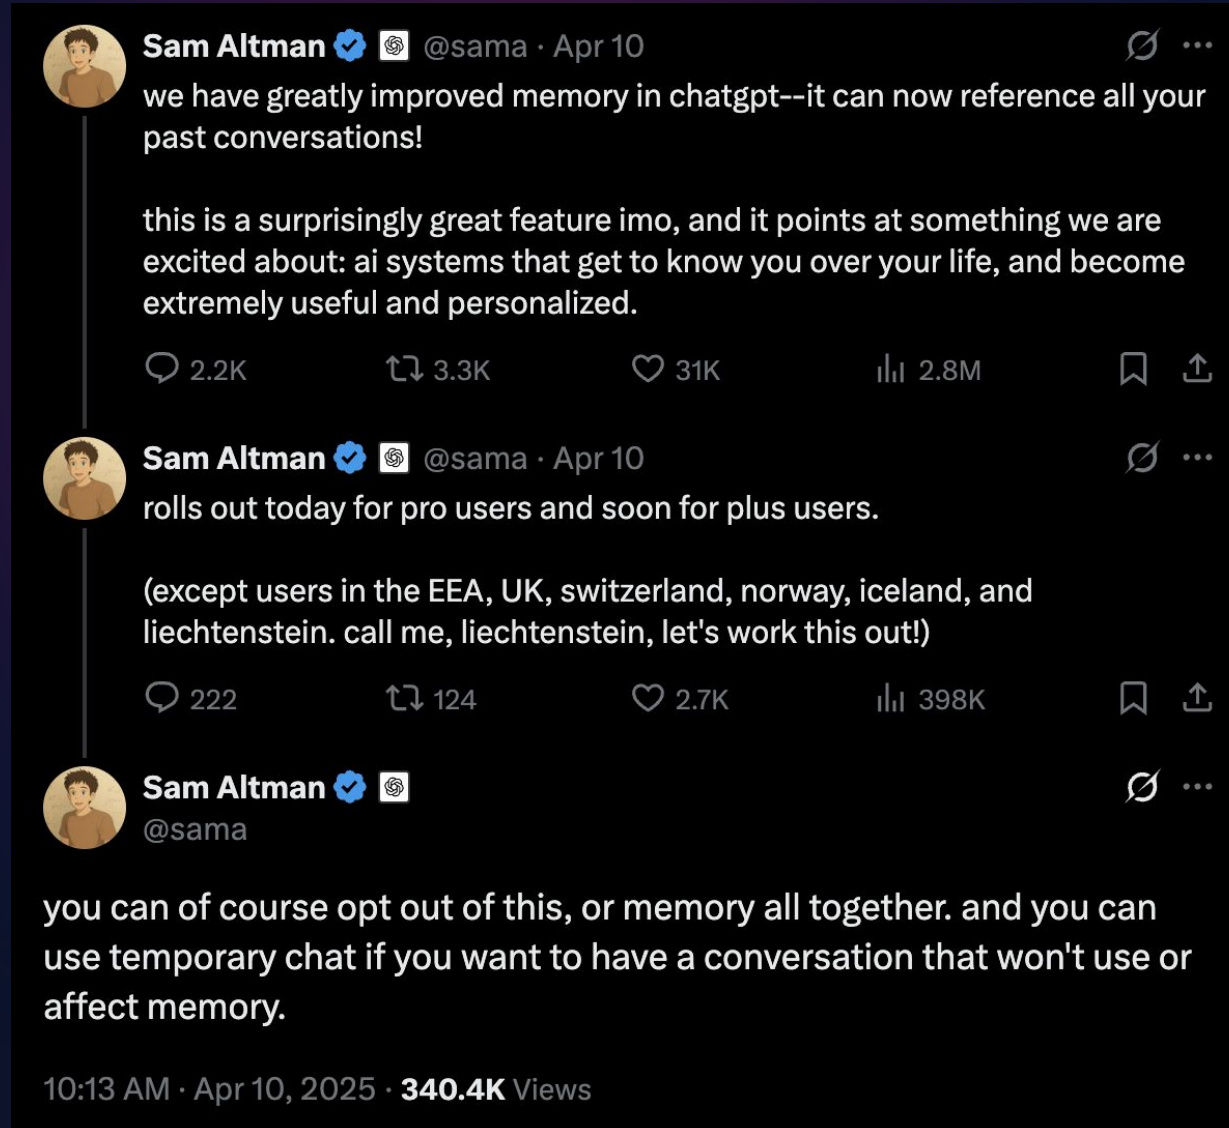 Sam Altman @sama · Apr 10
we have greatly improved memory in chatgpt--it can now reference all your
past conversations!
this is a surprisingly great feature imo, and it points at something we are
excited about: ai systems that get to know you over your life, and become
extremely useful and personalized.
2.2K 3.3K 31K 2.8M
Sam Altman @sama · Apr 10
rolls out today for pro users and soon for plus users.
(except users in the EEA, UK, switzerland, norway, iceland, and
liechtenstein. call me, liechtenstein, let's work this out!)
222 124 2.7K 398K
Sam Altman
@sama
you can of course opt out of this, or memory all together. and you can
use temporary chat if you want to have a conversation that won't use or
affect memory.
10:13 AM · Apr 10, 2025 · 340.4K Views